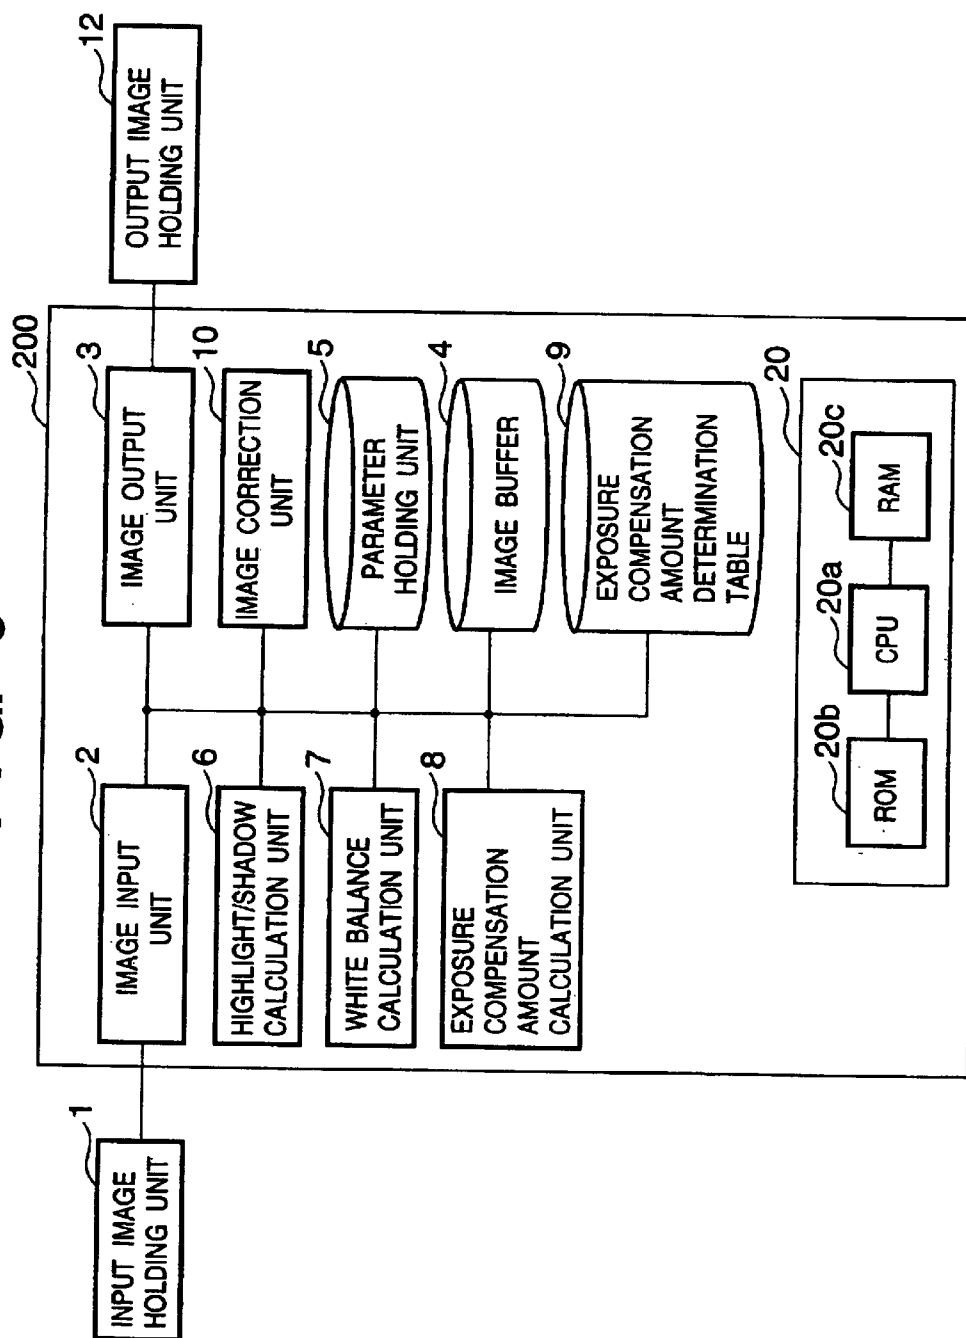 200
1
INPUT IMAGE
HOLDING UNIT
2
IMAGE INPUT
UNIT
3
IMAGE OUTPUT
UNIT
12
OUTPUT IMAGE
HOLDING UNIT
6
HIGHLIGHT/SHADOW
CALCULATION UNIT
10
IMAGE CORRECTION
UNIT
7
WHITE BALANCE
CALCULATION UNIT
5
PARAMETER
HOLDING UNIT
8
EXPOSURE
COMPENSATION
AMOUNT
CALCULATION UNIT
4
IMAGE BUFFER
9
EXPOSURE
COMPENSATION
AMOUNT
DETERMINATION
TABLE
20
20b
ROM
20a
CPU
20c
RAM